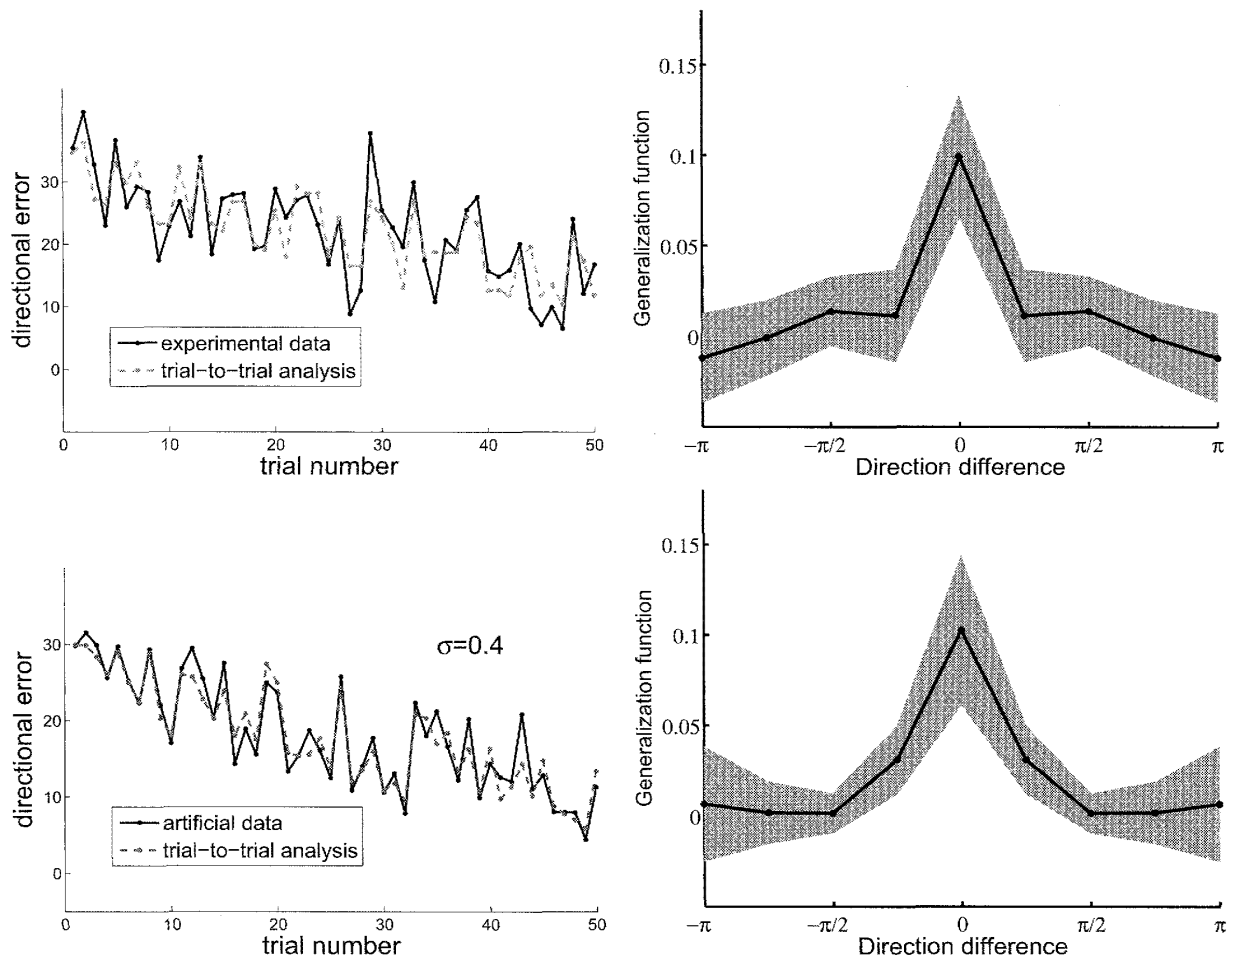 directional error
30
20
10
0
experimental data
trial-to-trial analysis
0 10 20 30 40 50
trial number
Generalization function
0.15
0.1
0.05
0
−π −π/2 0 π/2 π
Direction difference
directional error
30
20
10
0
σ=0.4
artificial data
trial-to-trial analysis
0 10 20 30 40 50
trial number
Generalization function
0.15
0.1
0.05
0
−π −π/2 0 π/2 π
Direction difference